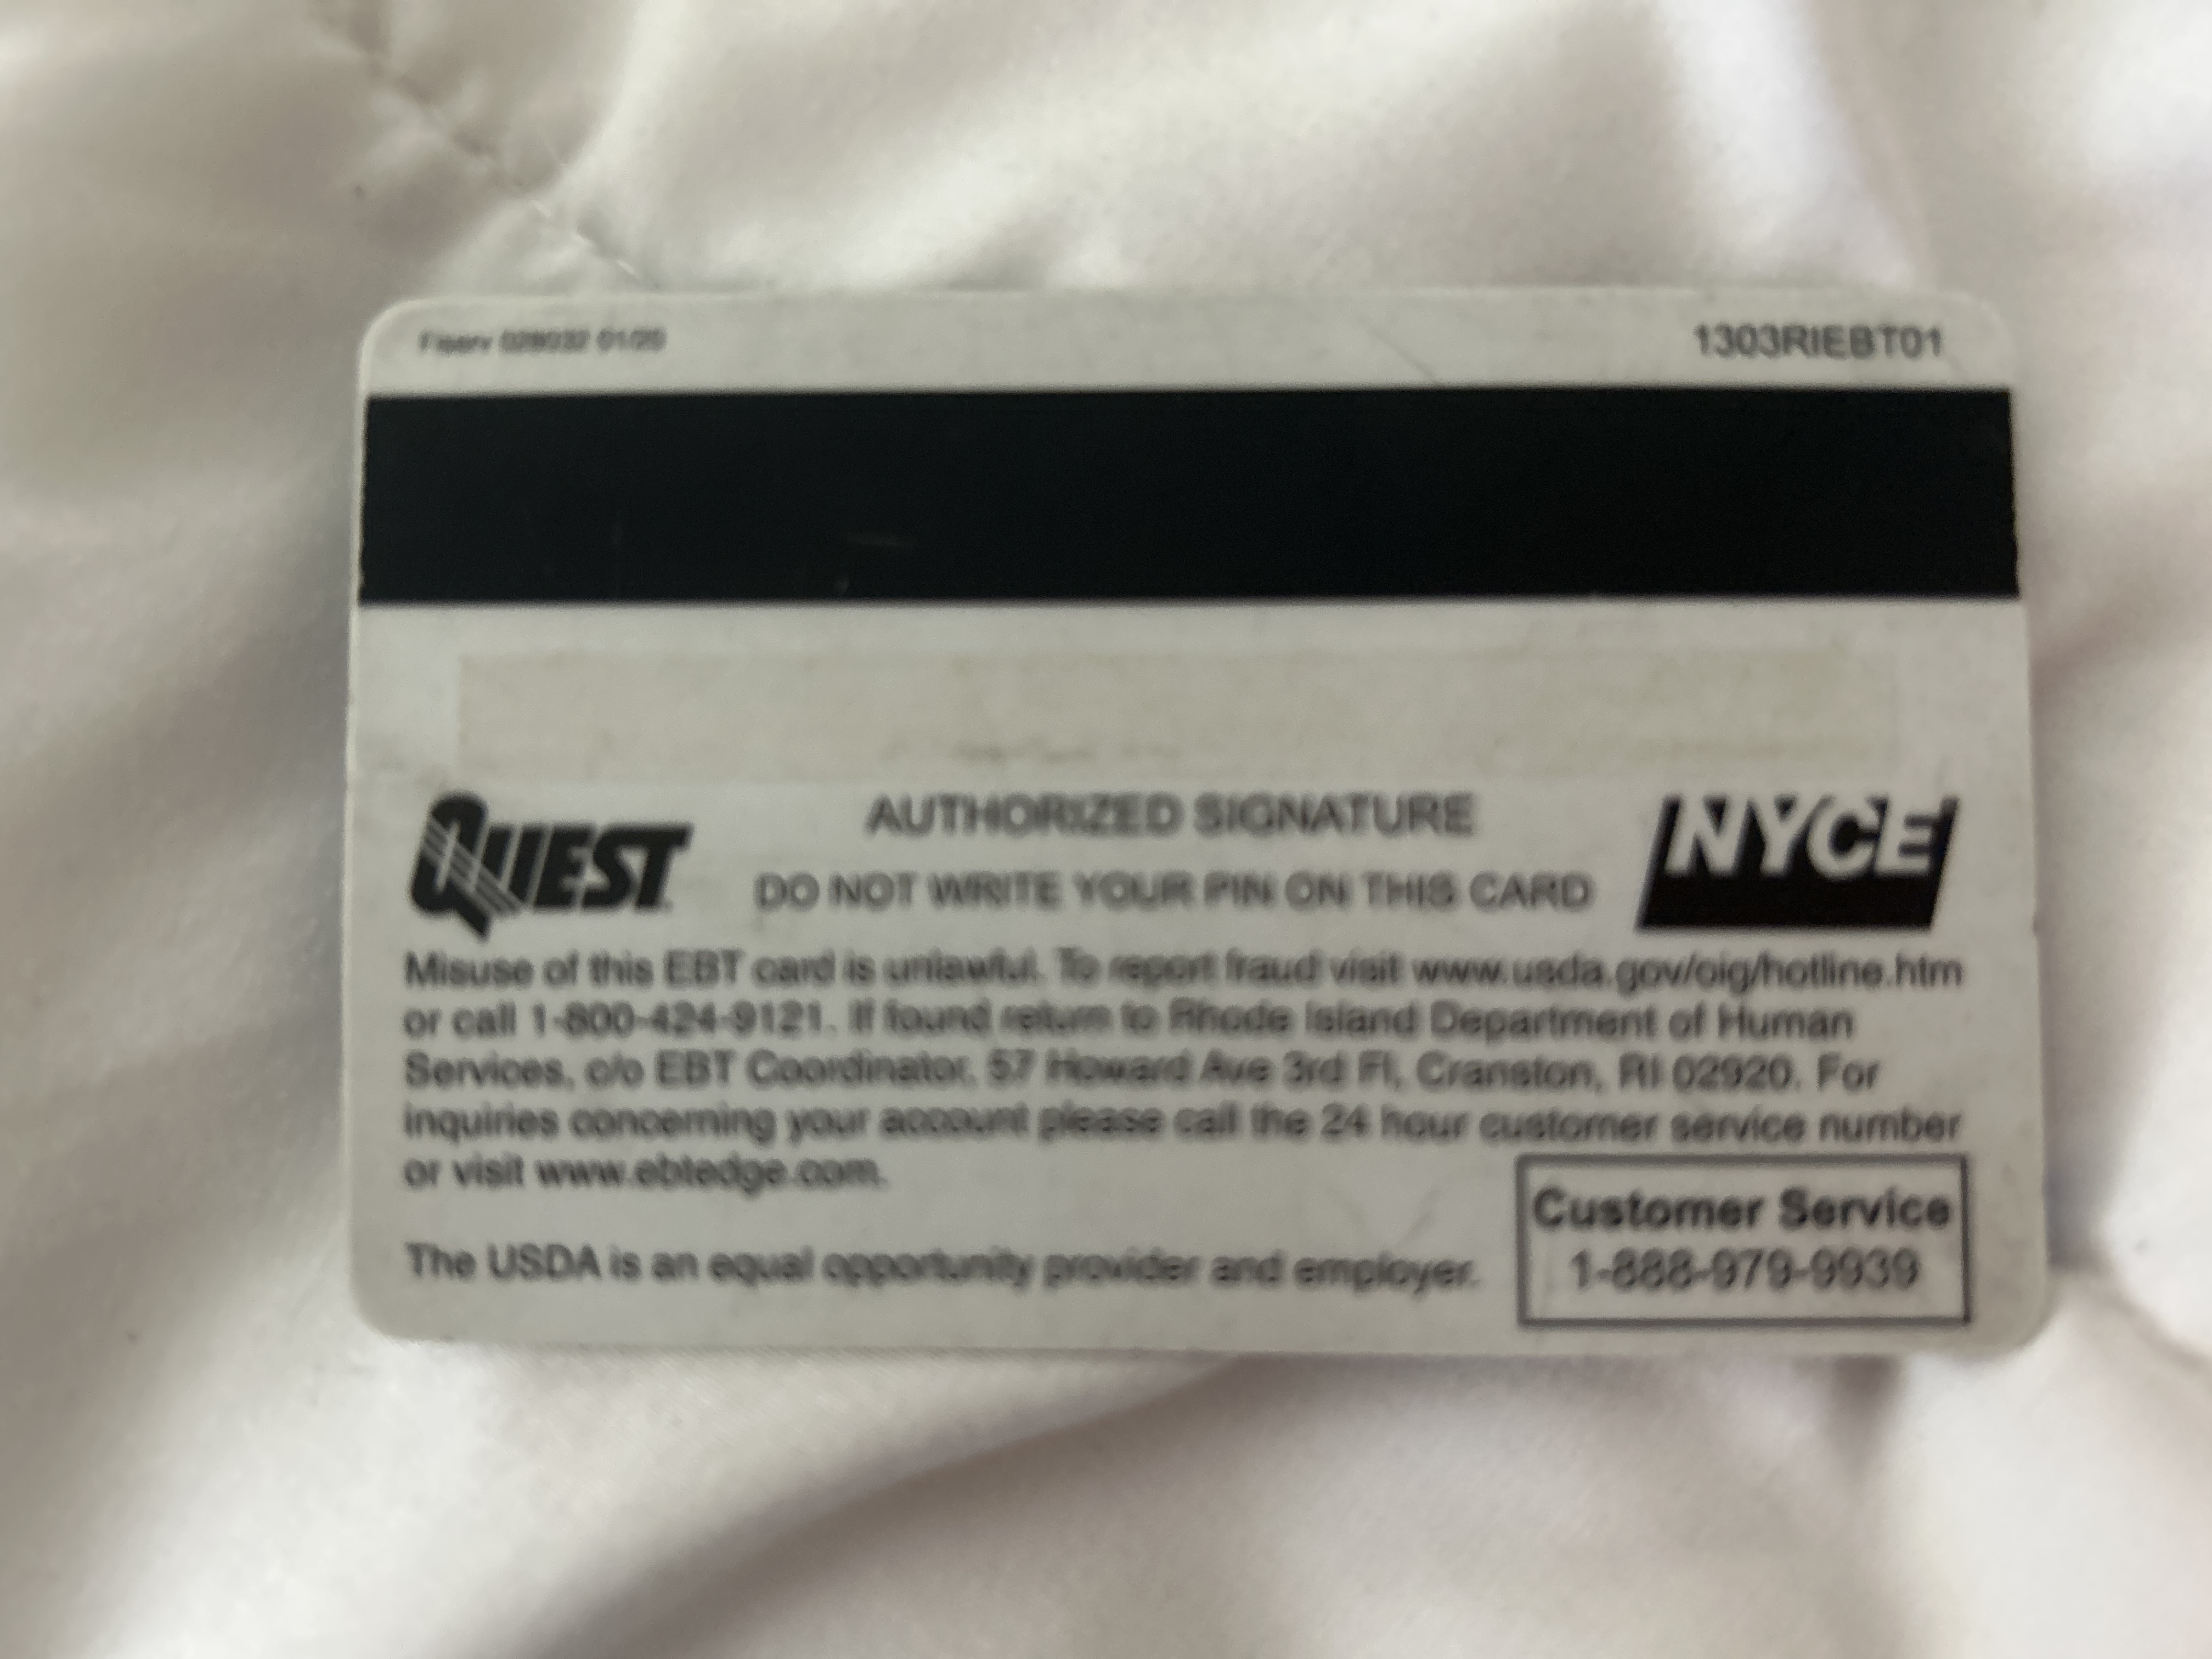 Fiserv 028032 01/20
1303RIEBT01
QUEST
AUTHORIZED SIGNATURE
NYCE
DO NOT WRITE YOUR PIN ON THIS CARD
Misuse of this EBT card is unlawful. To report fraud visit www.usda.gov/oig/hotline.htm
or call 1-800-424-9121. If found return to Rhode Island Department of Human
Services, c/o EBT Coordinator, 57 Howard Ave 3rd Fl, Cranston, RI 02920. For
inquiries concerning your account please call the 24 hour customer service number
or visit www.ebtedge.com.
Customer Service
1-888-979-9939
The USDA is an equal opportunity provider and employer.